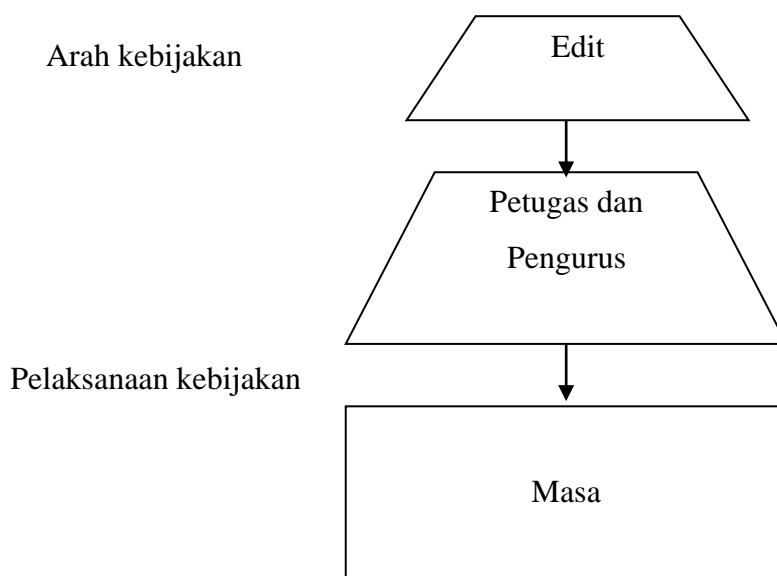 Arah kebijakan
Edit
Petugas dan
Pengurus
Pelaksanaan kebijakan
Masa